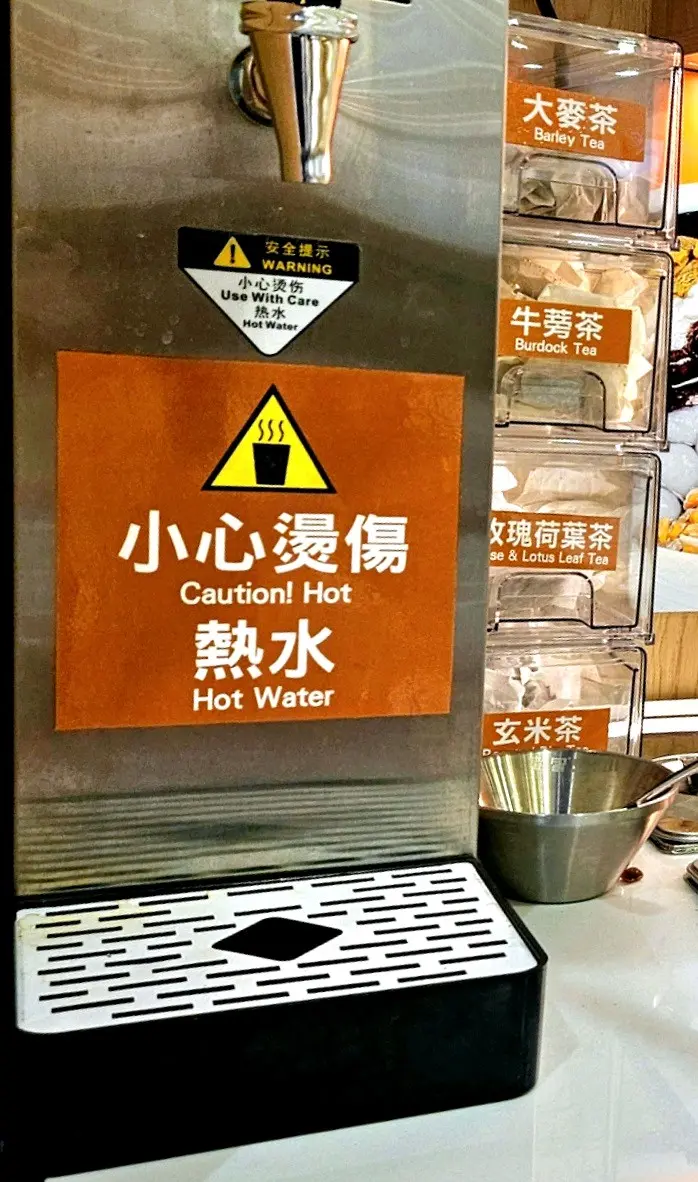 安全提示
WARNING
小心烫伤
Use With Care
热水
Hot Water
小心燙傷
Caution! Hot
熱水
Hot Water
大麥茶
Barley Tea
牛蒡茶
Burdock Tea
玫瑰荷葉茶
& Lotus Leaf Tea
玄米茶